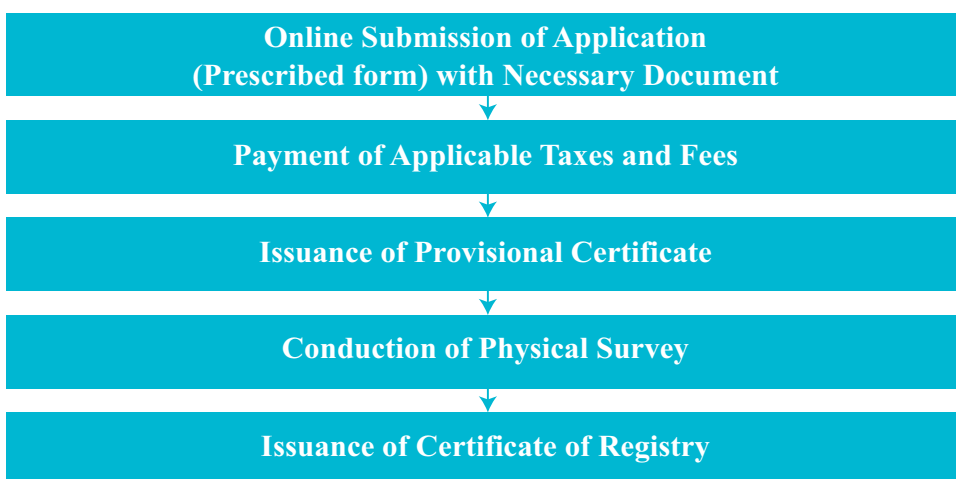 Online Submission of Application
(Prescribed form) with Necessary Document
Payment of Applicable Taxes and Fees
Issuance of Provisional Certificate
Conduction of Physical Survey
Issuance of Certificate of Registry